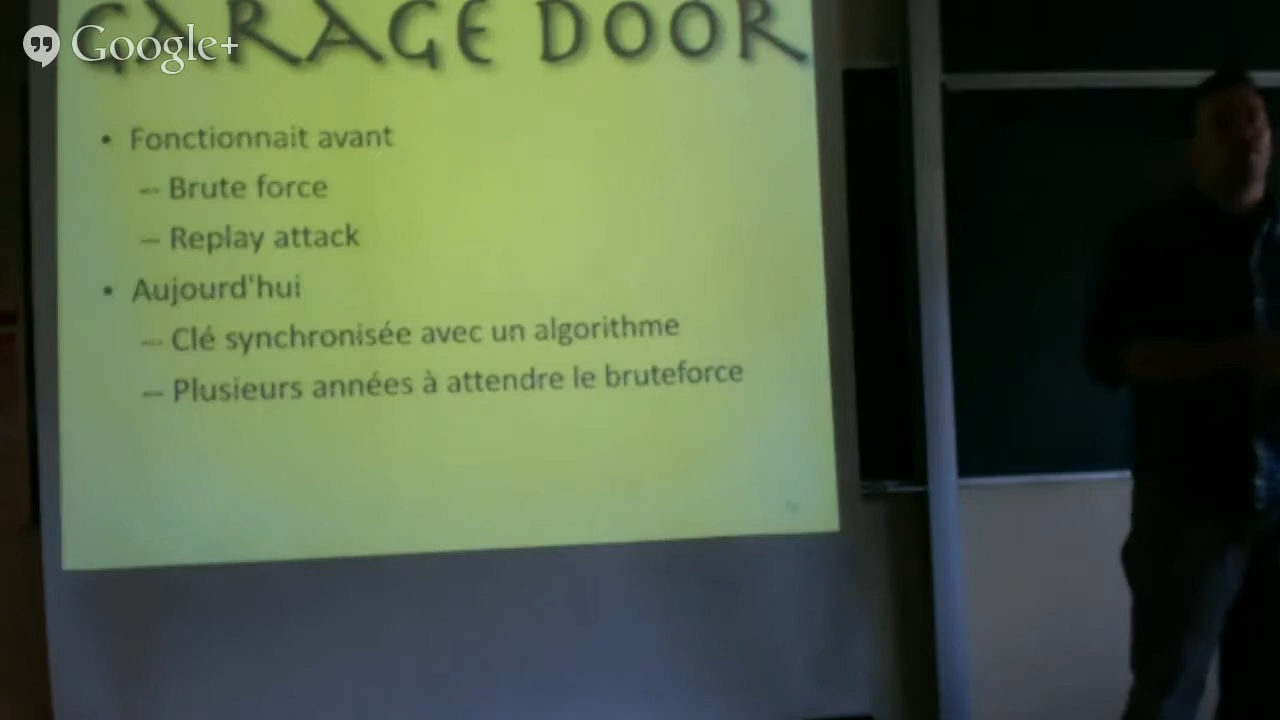 Google+
GARAGE DOOR
• Fonctionnait avant
– Brute force
– Replay attack
• Aujourd'hui
– Clé synchronisée avec un algorithme
– Plusieurs années à attendre le bruteforce